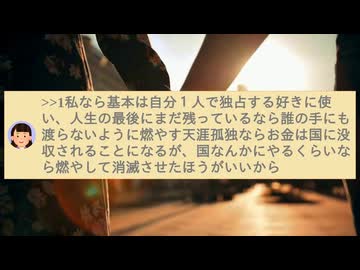 >>1私なら基本は自分１人で独占する好きに使
い、人生の最後にまだ残っているなら誰の手にも
渡らないように燃やす天涯孤独ならお金は国に没
収されることになるが、国なんかにやるくらいな
ら燃やして消滅させたほうがいいから